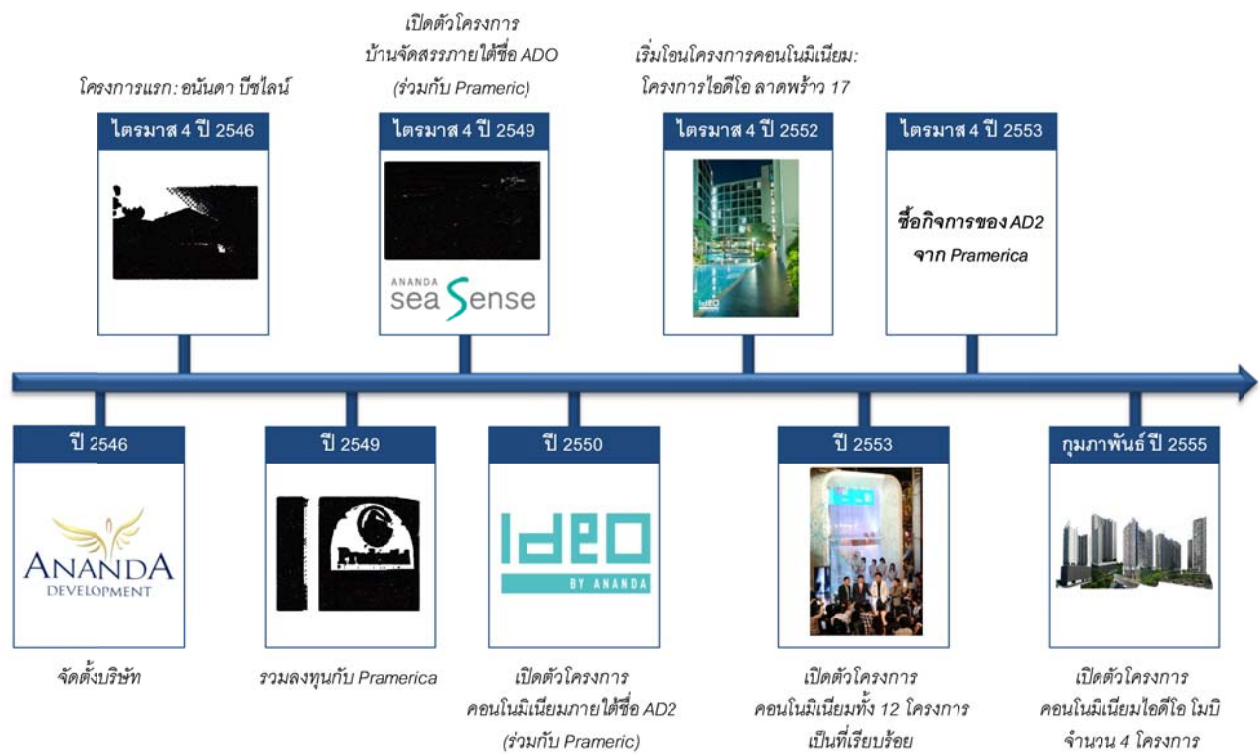 โครงการแรก: อนันดา บีชไลน์
ไตรมาส 4 ปี 2546
เปิดตัวโครงการ
บ้านจัดสรรภายใต้ชื่อ ADO
(ร่วมกับ Prameric)
ไตรมาส 4 ปี 2549
ANANDA
sea Sense
เริ่มโอนโครงการคอนโนมิเนียม:
โครงการไอดีโอ ลาดพร้าว 17
ไตรมาส 4 ปี 2552
IdeO
ไตรมาส 4 ปี 2553
ซื้อกิจการของ AD2
จาก Pramerica
ปี 2546
ANANDA
DEVELOPMENT
จัดตั้งบริษัท
ปี 2549
รวมลงทุนกับ Pramerica
ปี 2550
IdeO
BY ANANDA
เปิดตัวโครงการ
คอนโนมิเนียมภายใต้ชื่อ AD2
(ร่วมกับ Prameric)
ปี 2553
IdeO
เปิดตัวโครงการ
คอนโนมิเนียมทั้ง 12 โครงการ
เป็นที่เรียบร้อย
กุมภาพันธ์ ปี 2555
เปิดตัวโครงการ
คอนโนมิเนียมไอดีโอ โมบิ
จำนวน 4 โครงการ